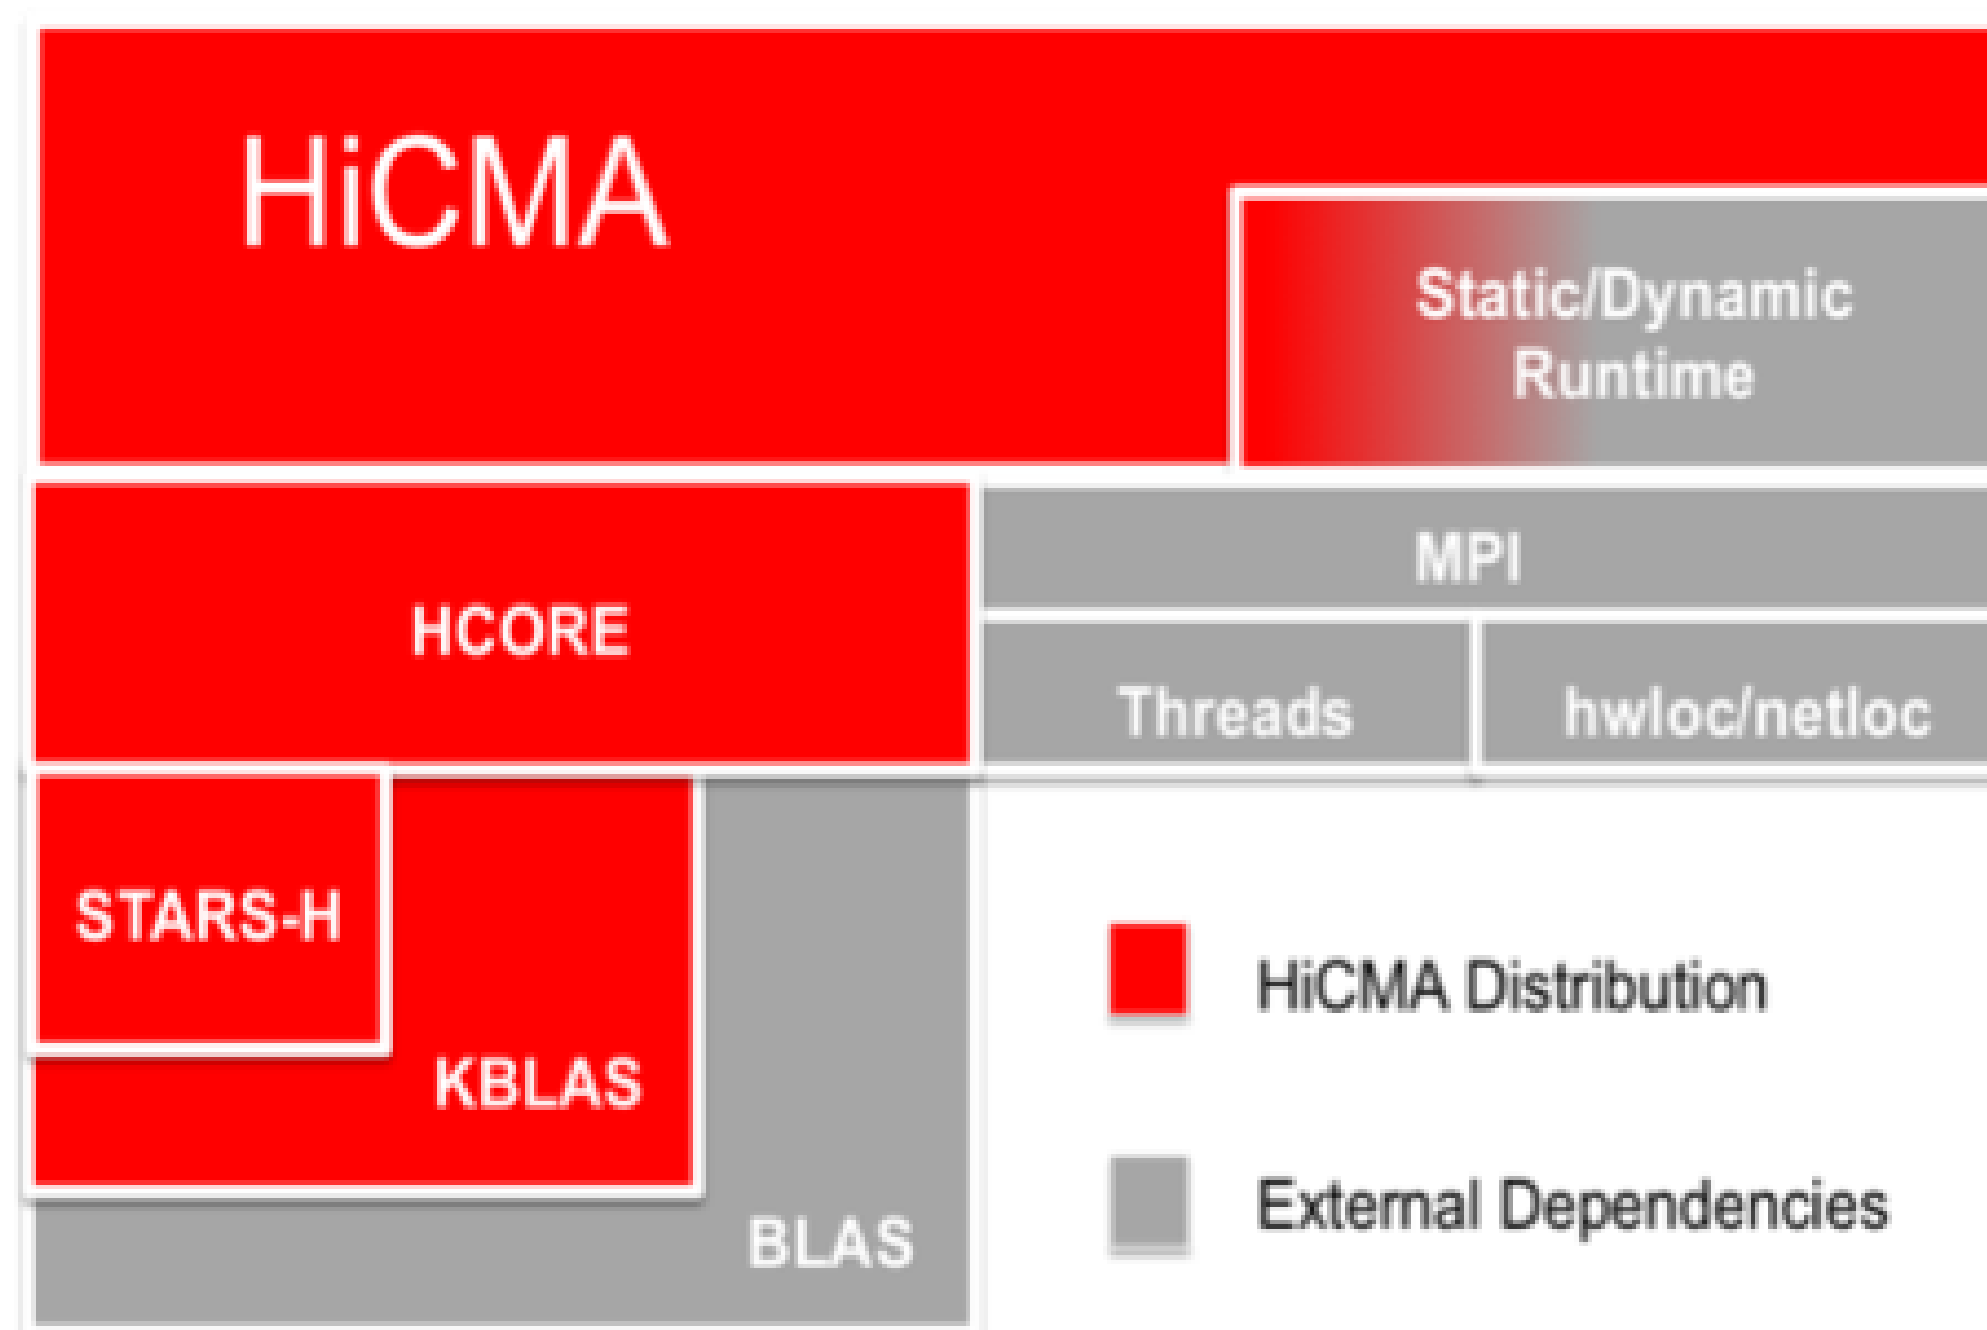 HiCMA
Static/Dynamic
Runtime
MPI
HCORE
Threads
hwloc/netloc
STARS-H
KBLAS
BLAS
HiCMA Distribution
External Dependencies